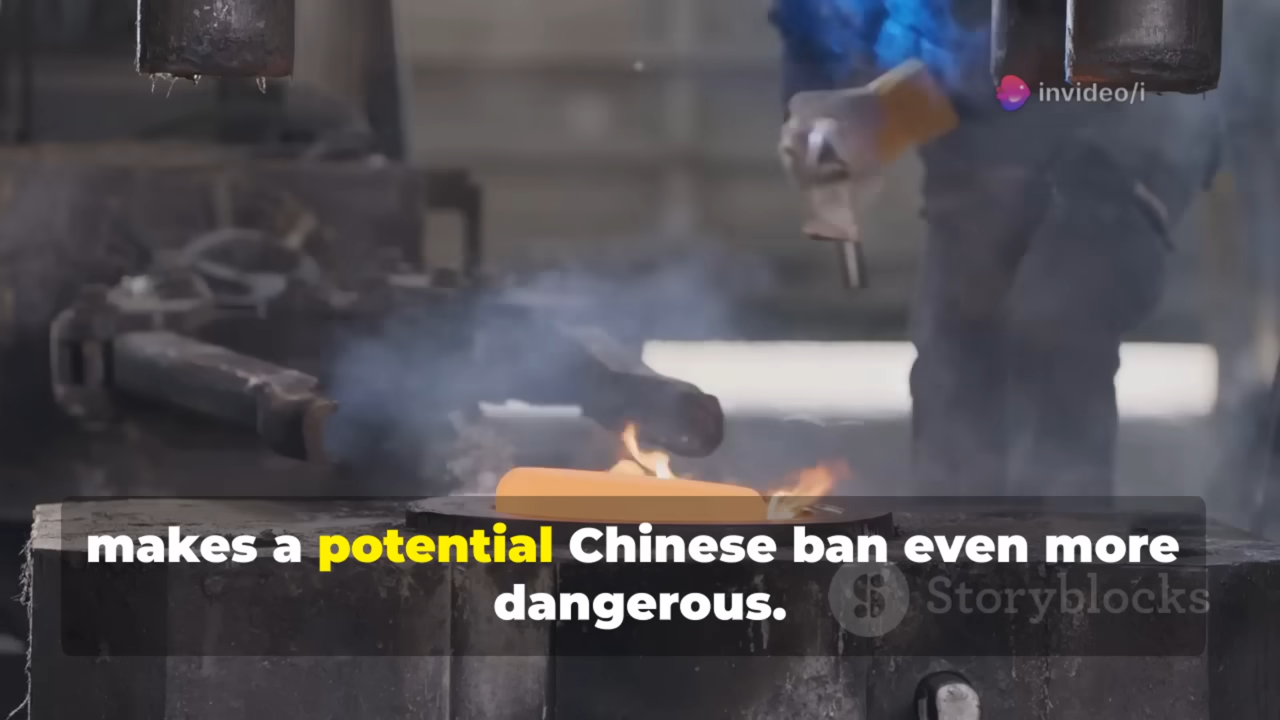 invideo/i
makes a potential Chinese ban even more
dangerous.
Storyblocks